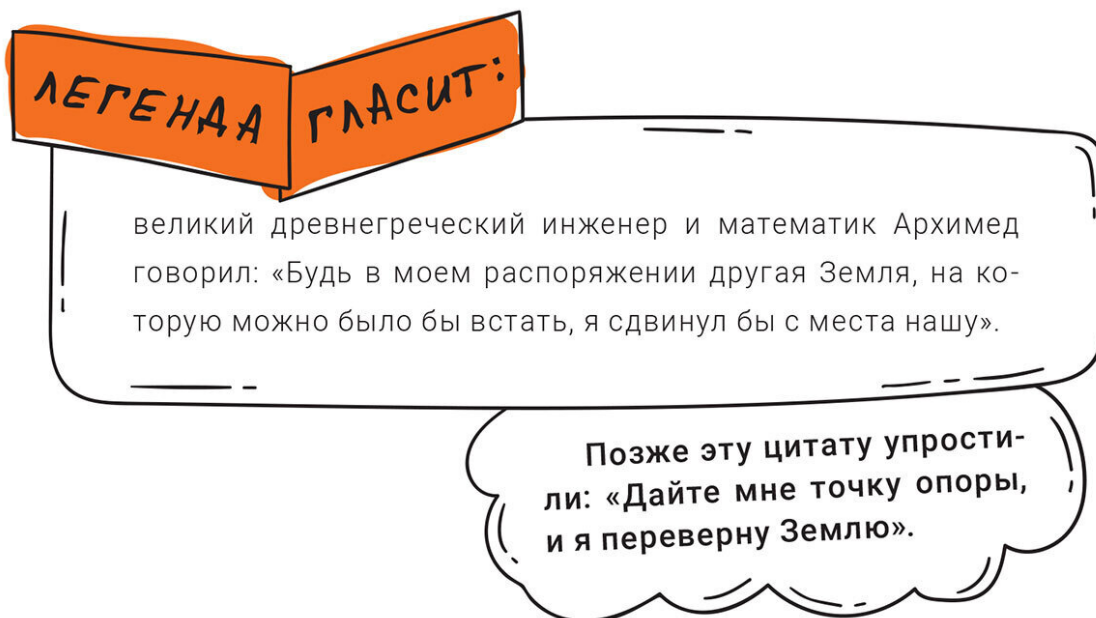 ЛЕГЕНДА ГЛАСИТ:
великий древнегреческий инженер и математик Архимед
говорил: «Будь в моем распоряжении другая Земля, на ко-
торую можно было бы встать, я сдвинул бы с места нашу».
Позже эту цитату упрости-
ли: «Дайте мне точку опоры,
и я переверну Землю».